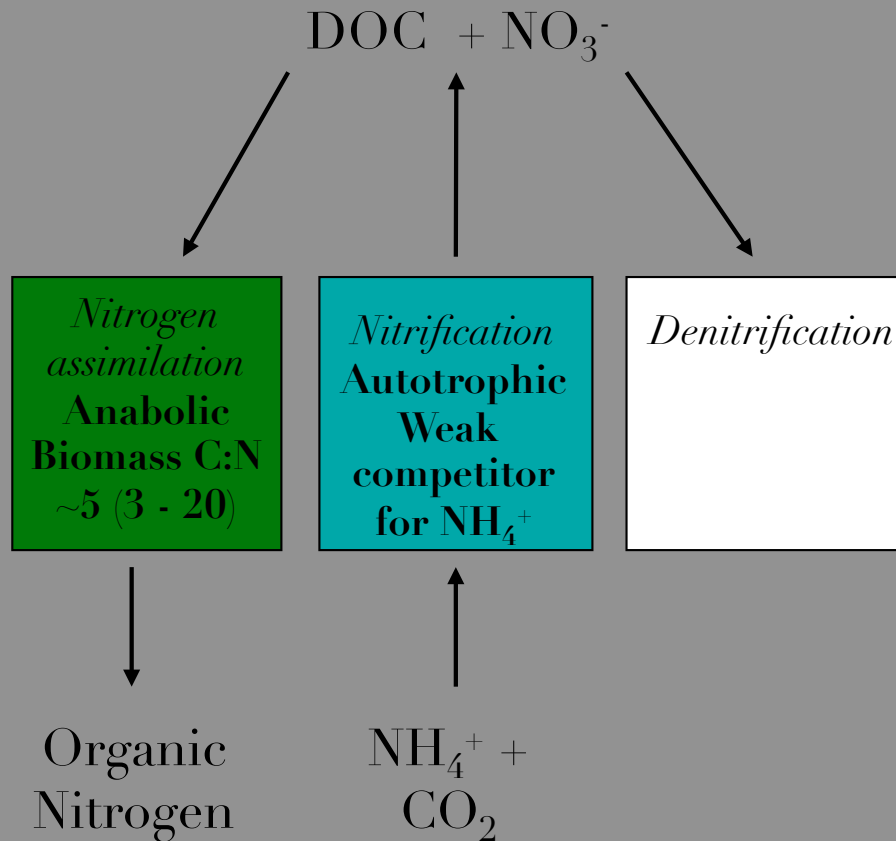 DOC + NO₃⁻
Nitrogen
assimilation
Anabolic
Biomass C:N
~5 (3 - 20)
Nitrification
Autotrophic
Weak
competitor
for NH₄⁺
Denitrification
Organic
Nitrogen
NH₄⁺ +
CO₂